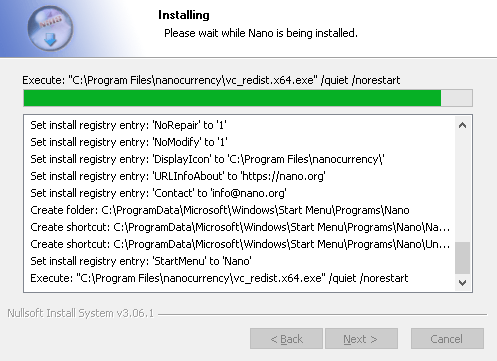 Installing
Please wait while Nano is being installed.
Execute: "C:\Program Files\nanocurrency\vc_redist.x64.exe" /quiet /norestart
Set install registry entry: 'NoRepair' to '1'
Set install registry entry: 'NoModify' to '1'
Set install registry entry: 'DisplayIcon' to 'C:\Program Files\nanocurrency\'
Set install registry entry: 'URLInfoAbout' to 'https://nano.org'
Set install registry entry: 'Contact' to 'info@nano.org'
Create folder: C:\ProgramData\Microsoft\Windows\Start Menu\Programs\Nano
Create shortcut: C:\ProgramData\Microsoft\Windows\Start Menu\Programs\Nano\Na...
Create shortcut: C:\ProgramData\Microsoft\Windows\Start Menu\Programs\Nano\Un...
Set install registry entry: 'StartMenu' to 'Nano'
Execute: "C:\Program Files\nanocurrency\vc_redist.x64.exe" /quiet /norestart
Nullsoft Install System v3.06.1
< Back
Next >
Cancel